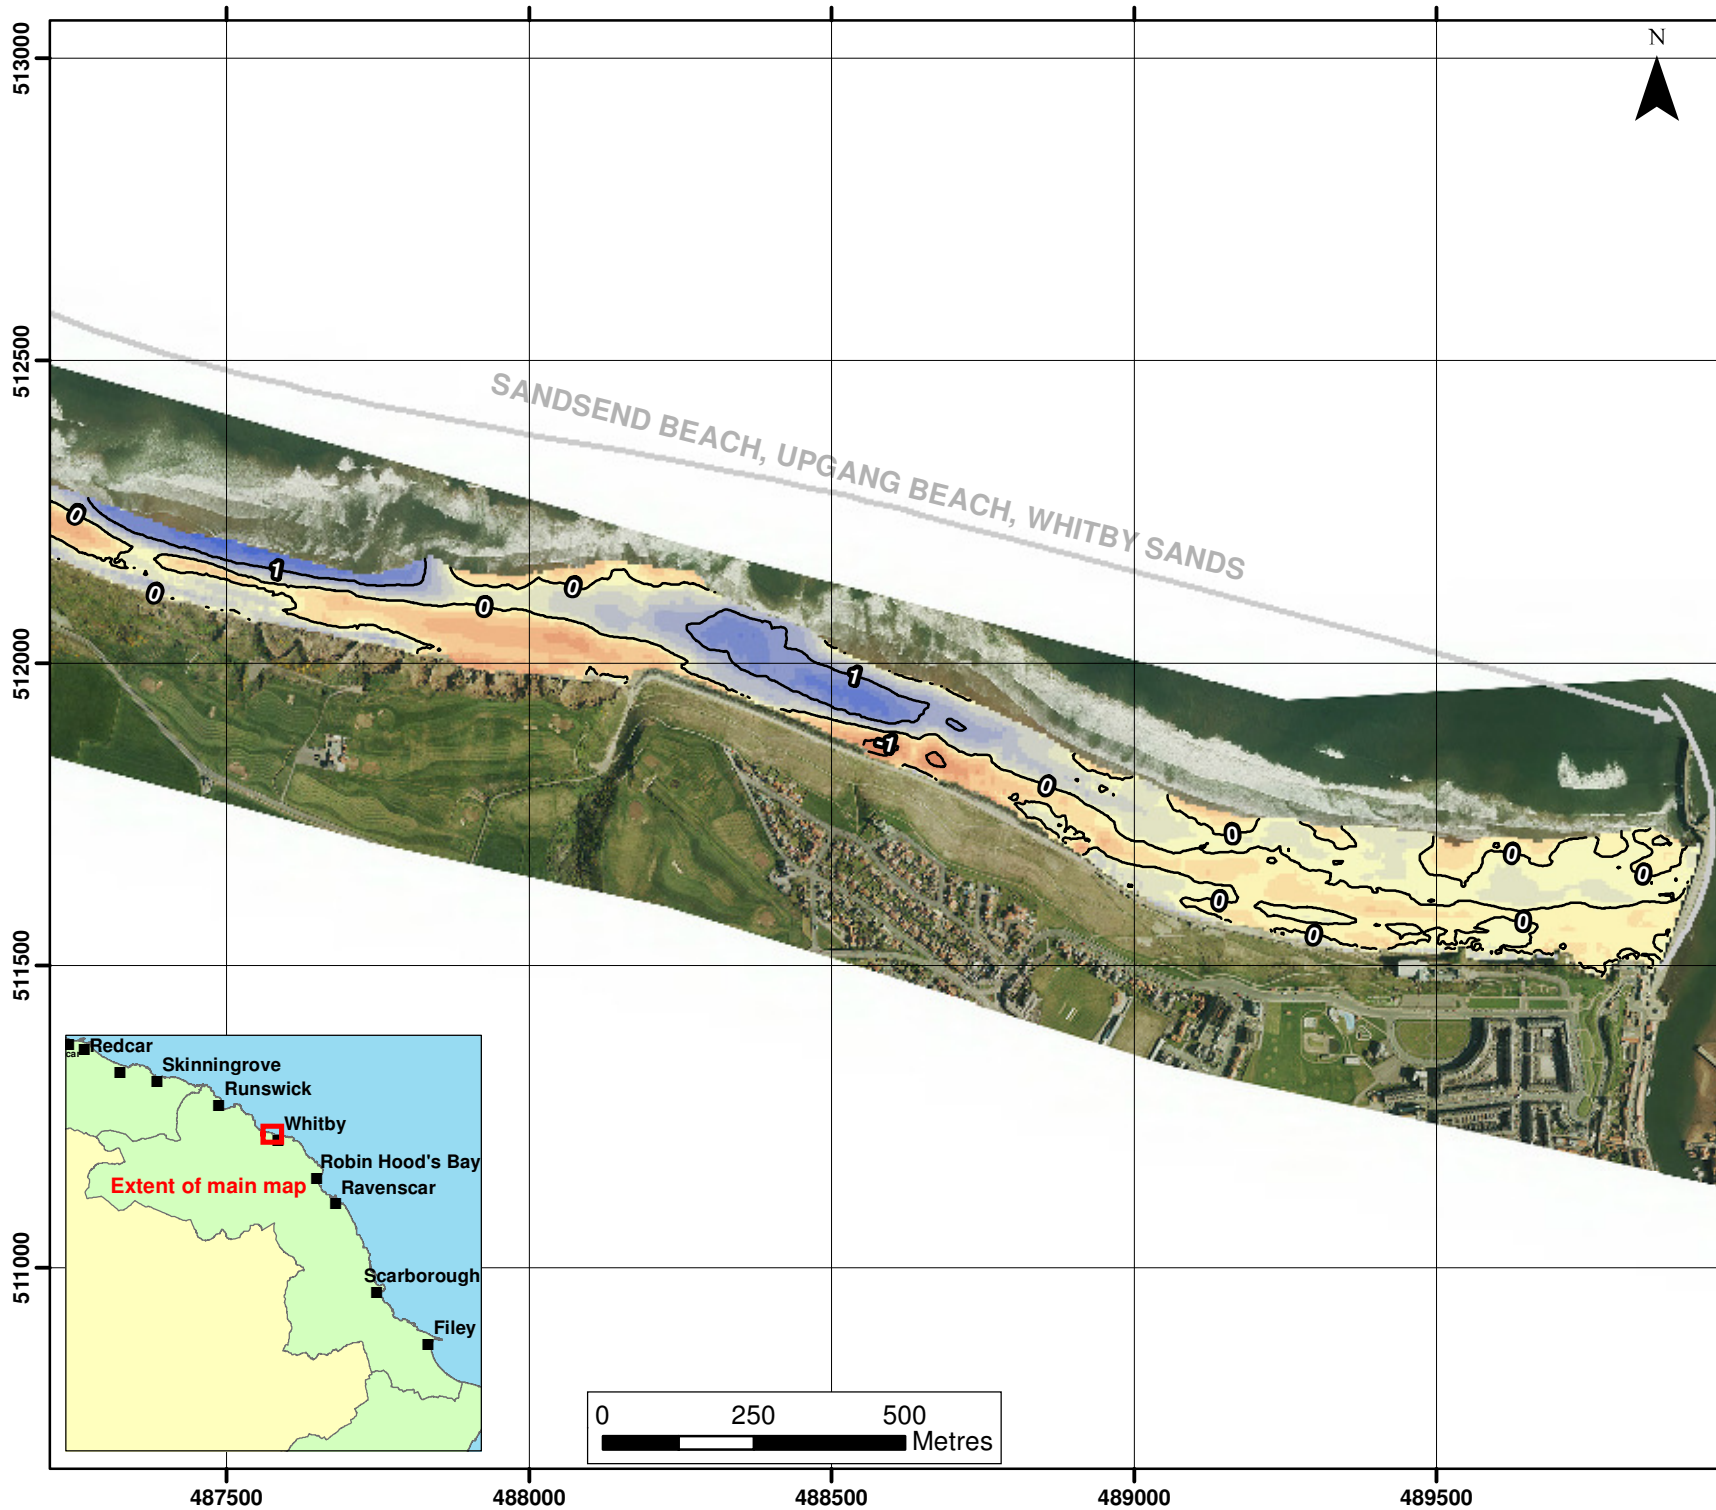 N
513000
512500
512000
511500
511000
SANDSEND BEACH, UPGANG BEACH, WHITBY SANDS
0
1
0
0
0
1
-1
0
0
0
0
0
0
0
Redcar
car
Skinningrove
Runswick
Whitby
Robin Hood's Bay
Ravenscar
Extent of main map
Scarborough
Filey
0 250 500
Metres
487500 488000 488500 489000 489500